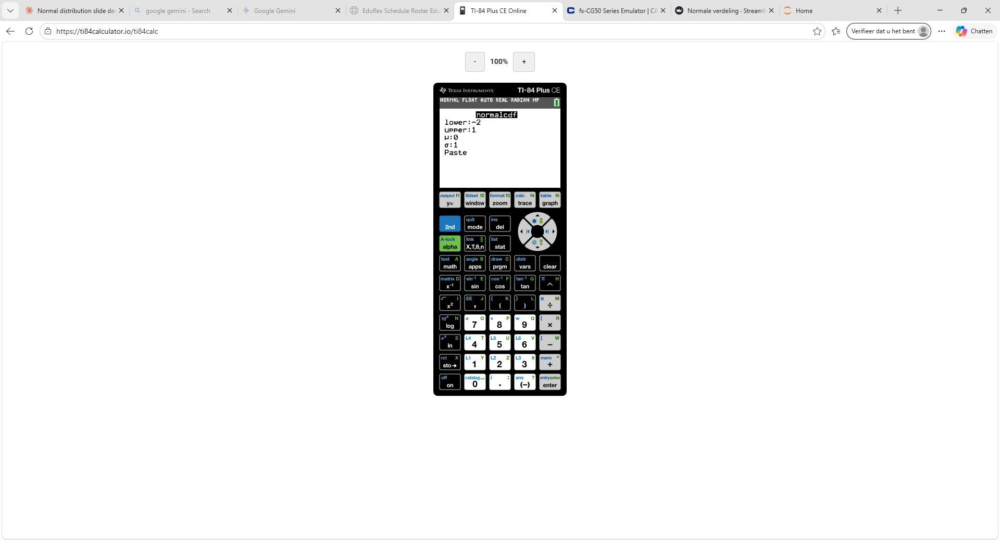 Normal distribution slide de
google gemini - Search
Google Gemini
Eduflex Schedule Rostar Edu
TI-84 Plus CE Online
fx-CG50 Series Emulator | CA
Normale verdeling · Streamli
Home
https://ti84calculator.io/ti84calc
Verifieer dat u het bent
Chatten
- 100% +
TEXAS INSTRUMENTS TI-84 Plus CE
NORMAL FLOAT AUTO REAL RADIAN MP
normalcdf
lower:-2
upper:1
μ:0
σ:1
Paste
statplot f1 tblset f2 format f3 calc f4 table f5
y= window zoom trace graph
quit ins
2nd mode del
A-lock link list
alpha X,T,θ,n stat
test A angle B draw C distr
math apps prgm vars clear
matrix D sin⁻¹ E cos⁻¹ F tan⁻¹ G π H
x⁻¹ sin cos tan ^
√ I EE J { K } L e M
x² , ( ) ÷
10ˣ N u O v P w Q [ R
log 7 8 9 ×
eˣ S L4 T L5 U L6 V ] W
ln 4 5 6 −
rcl X L1 Y L2 Z L3 θ mem “
sto→ 1 2 3 +
off catalog ⎵ i : ans ? entry solve
on 0 . (−) enter